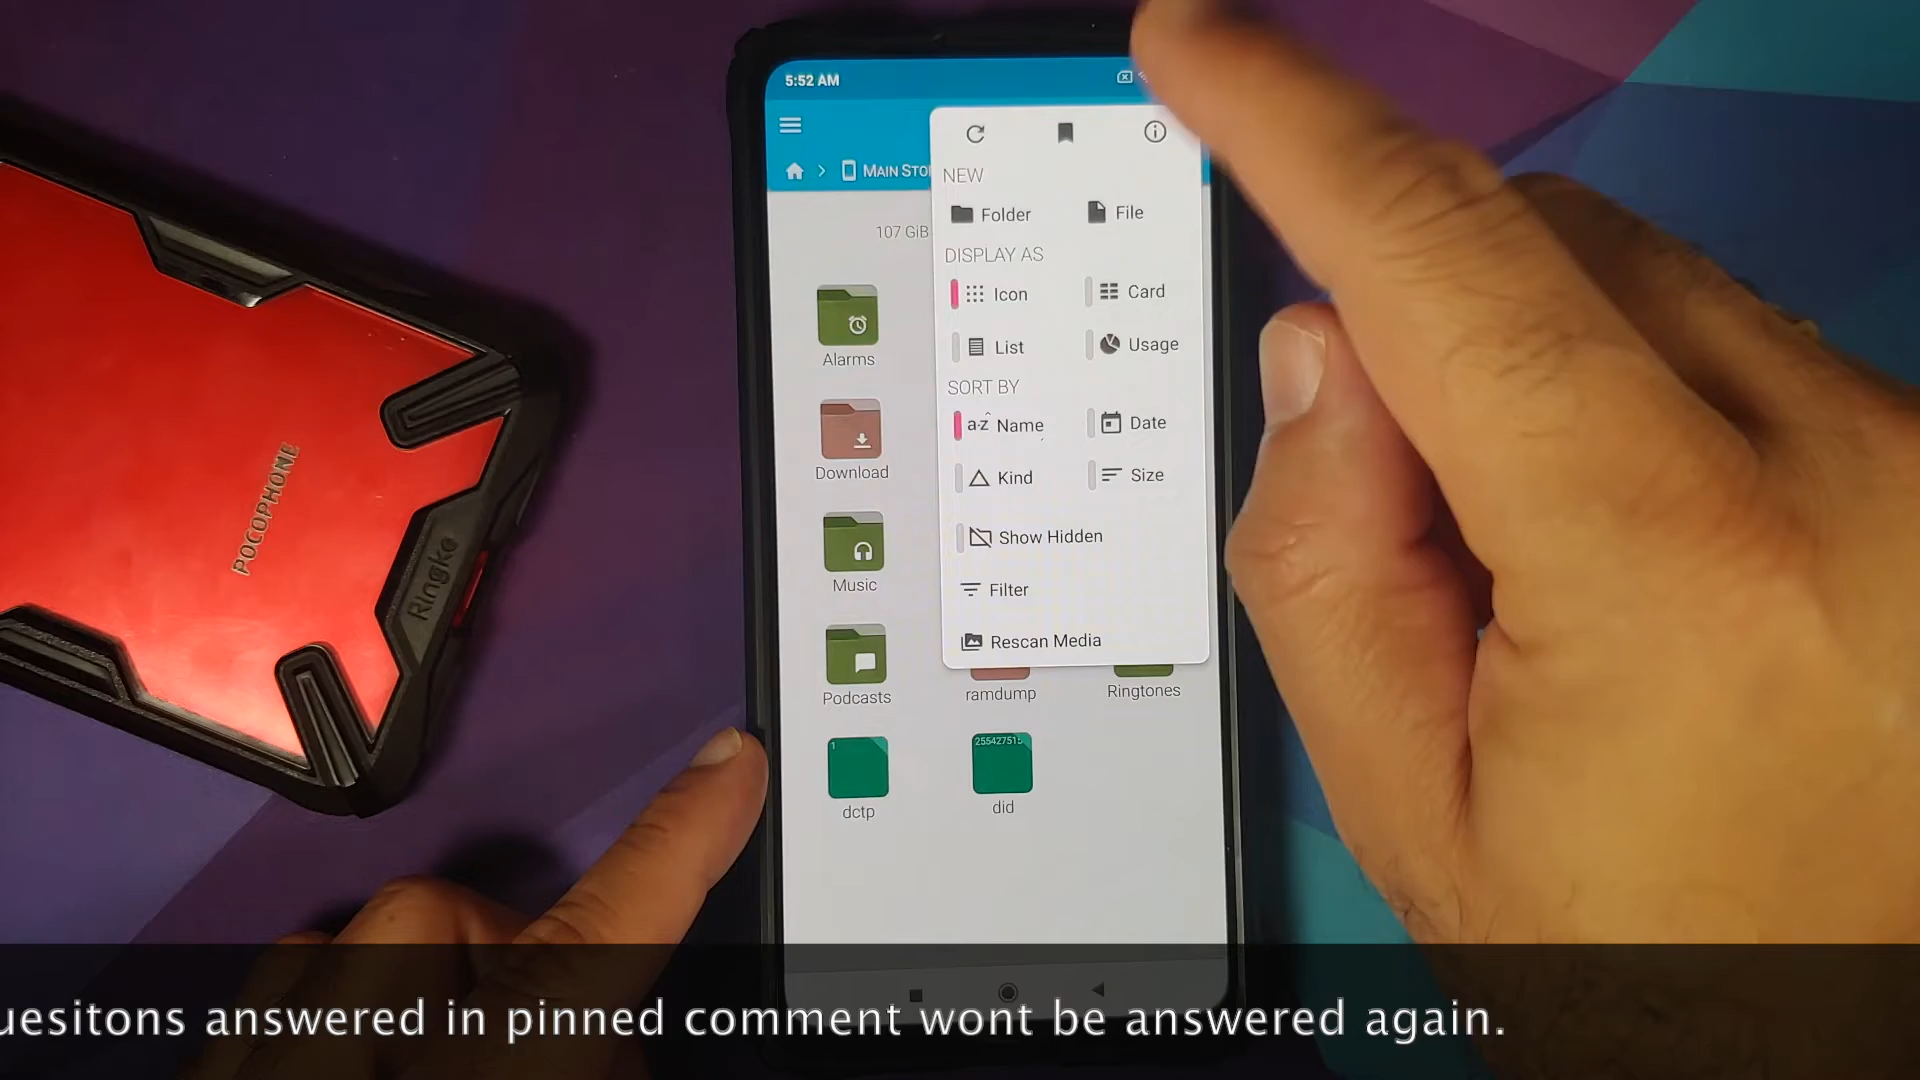 5:52 AM
MAIN STO
107 GiB
NEW
Folder
File
DISPLAY AS
Icon
Card
List
Usage
SORT BY
a-z Name
Date
Kind
Size
Show Hidden
Filter
Rescan Media
Alarms
Download
Music
Podcasts
ramdump
Ringtones
1
255427515
dctp
did
POCOPHONE
Ringke
uesitons answered in pinned comment wont be answered again.